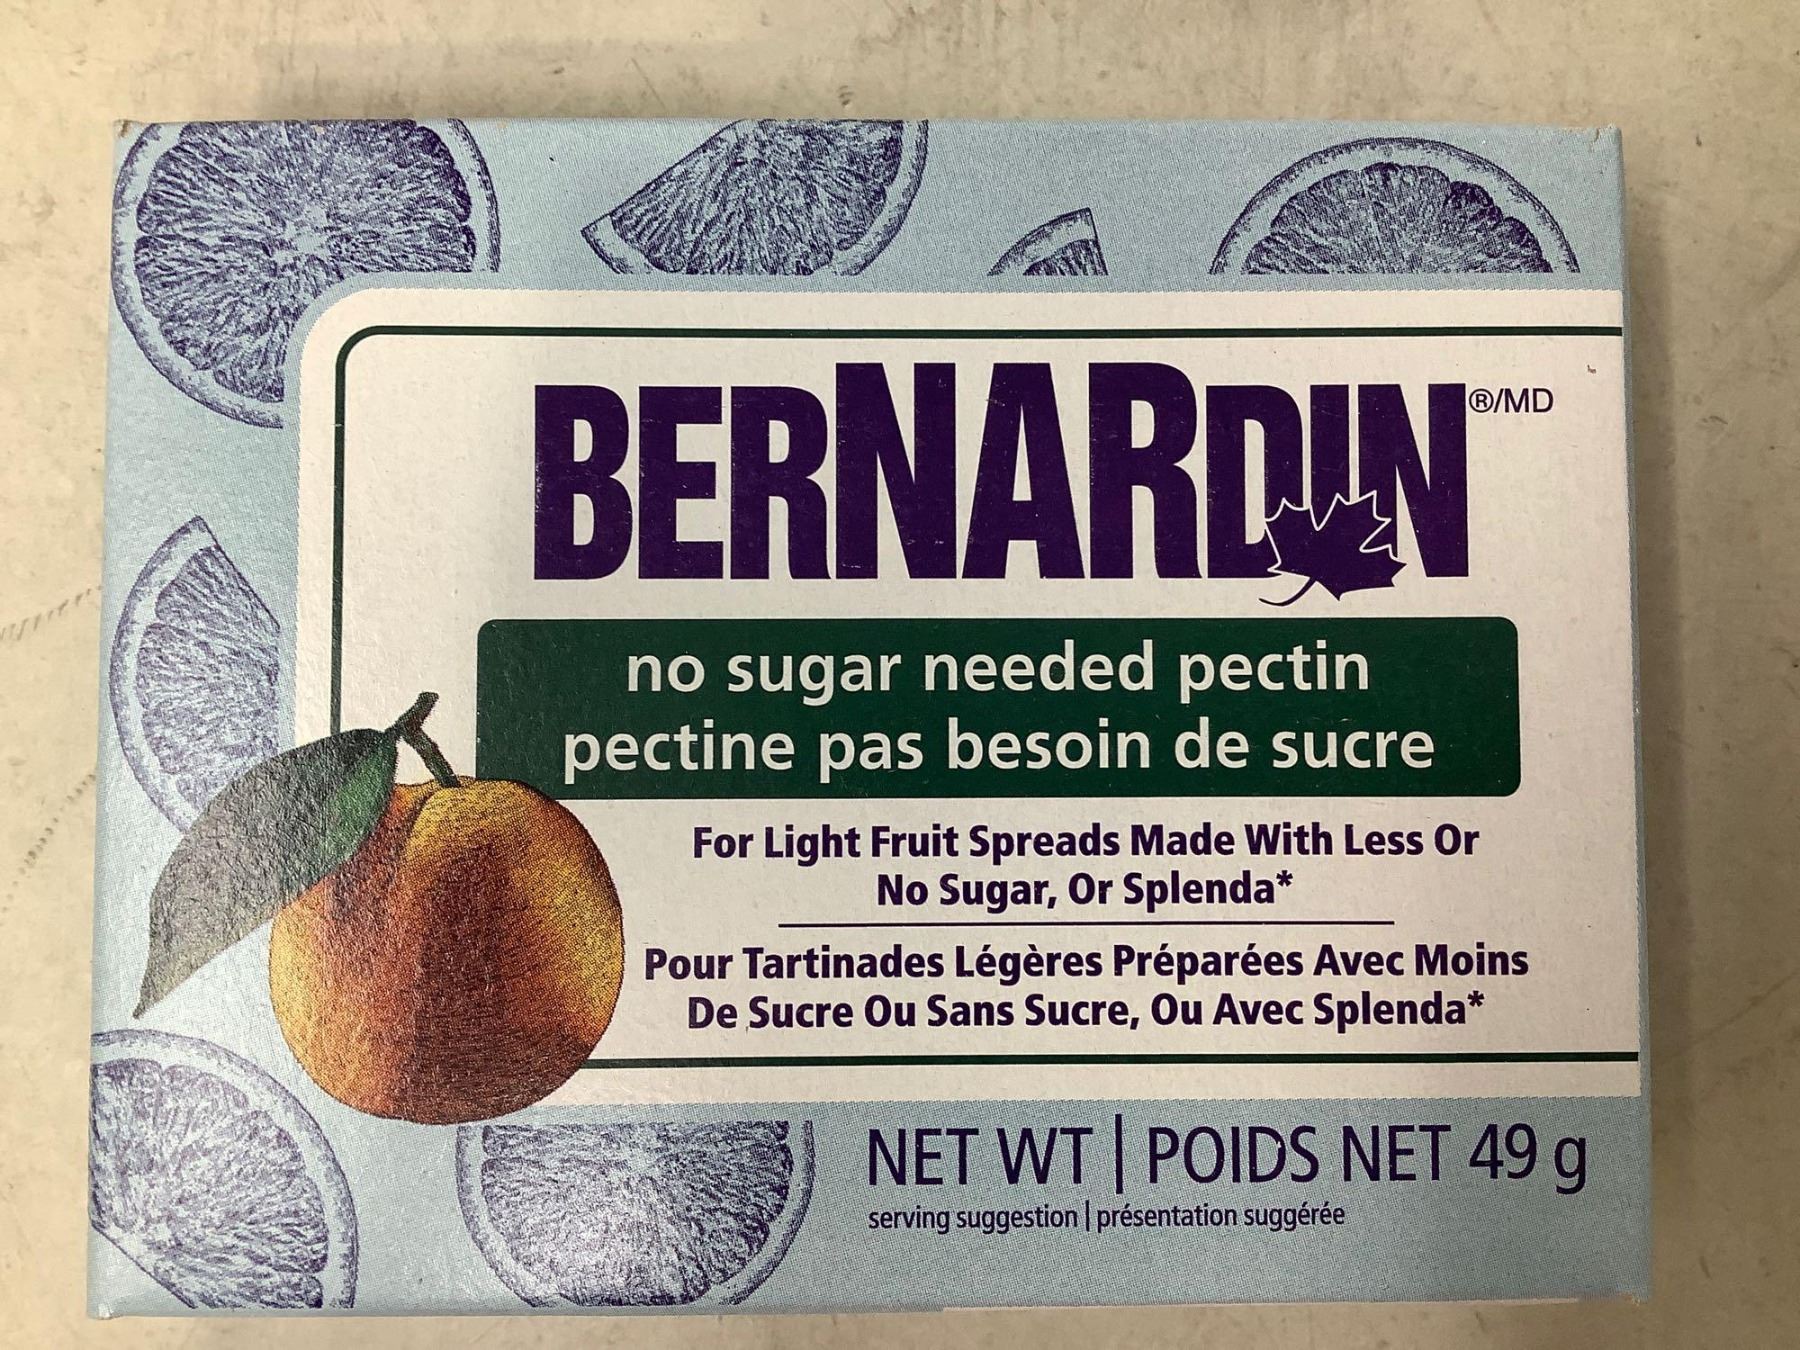 BERNARDIN®/MD
no sugar needed pectin
pectine pas besoin de sucre
For Light Fruit Spreads Made With Less Or
No Sugar, Or Splenda*
Pour Tartinades Légères Préparées Avec Moins
De Sucre Ou Sans Sucre, Ou Avec Splenda*
NET WT | POIDS NET 49 g
serving suggestion | présentation suggérée